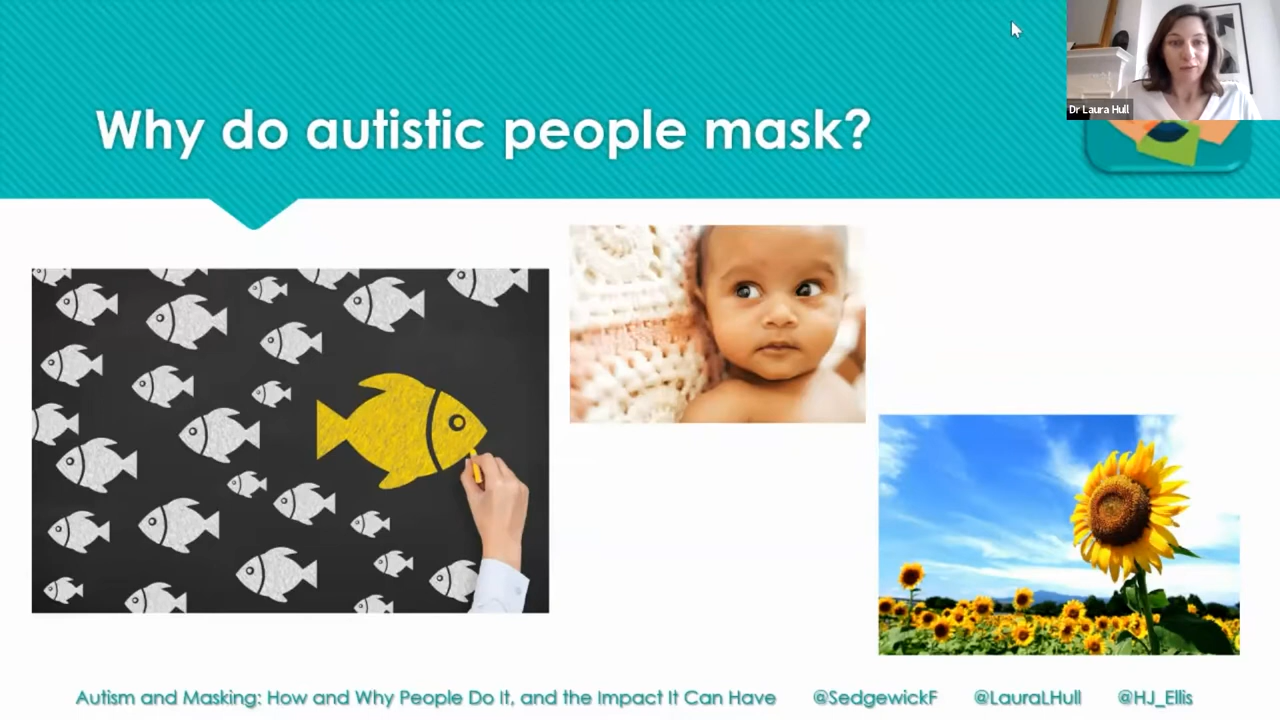 Dr Laura Hull
Why do autistic people mask?
Autism and Masking: How and Why People Do It, and the Impact It Can Have @SedgewickF @LauraLHull @HJ_Ellis